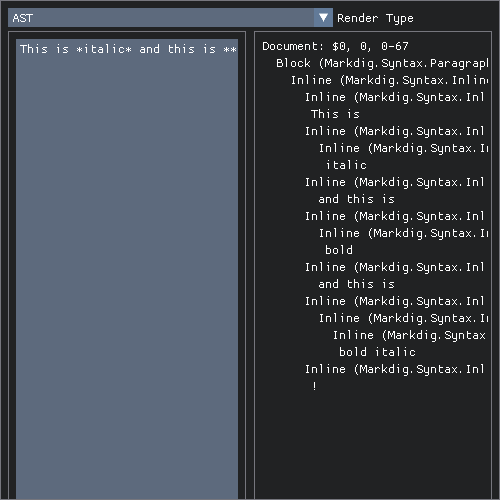 AST
Render Type
This is *italic* and this is **
Document: $0, 0, 0-67
Block (Markdig.Syntax.Paragraph
Inline (Markdig.Syntax.Inline
Inline (Markdig.Syntax.Inl
This is
Inline (Markdig.Syntax.Inl
Inline (Markdig.Syntax.In
italic
Inline (Markdig.Syntax.Inl
and this is
Inline (Markdig.Syntax.Inl
Inline (Markdig.Syntax.In
bold
Inline (Markdig.Syntax.Inl
and this is
Inline (Markdig.Syntax.Inl
Inline (Markdig.Syntax.In
Inline (Markdig.Syntax
bold italic
Inline (Markdig.Syntax.Inl
!